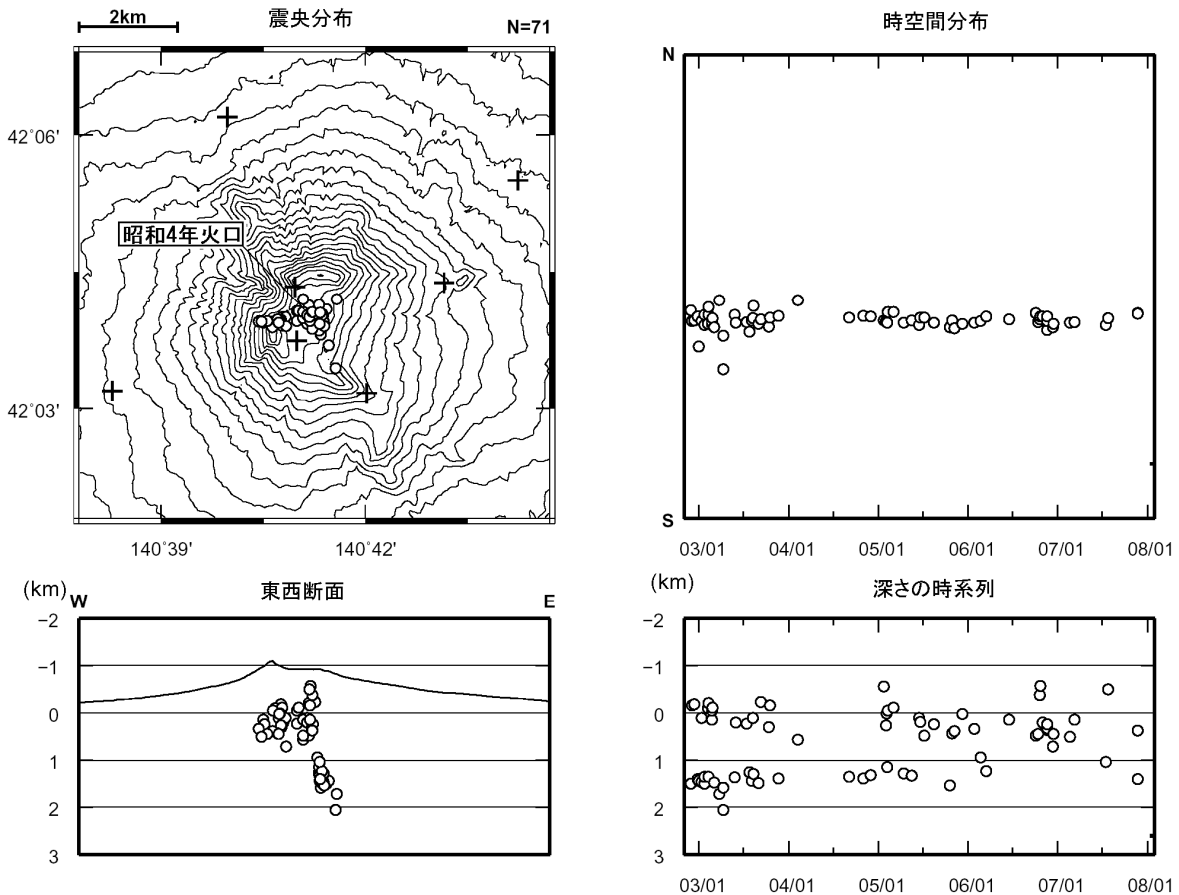 2km
震央分布
N=71
42°06'
昭和4年火口
42°03'
140°39'
140°42'
時空間分布
N
S
03/01
04/01
05/01
06/01
07/01
08/01
(km)
W
東西断面
E
−2
−1
0
1
2
3
(km)
深さの時系列
−2
−1
0
1
2
3
03/01
04/01
05/01
06/01
07/01
08/01